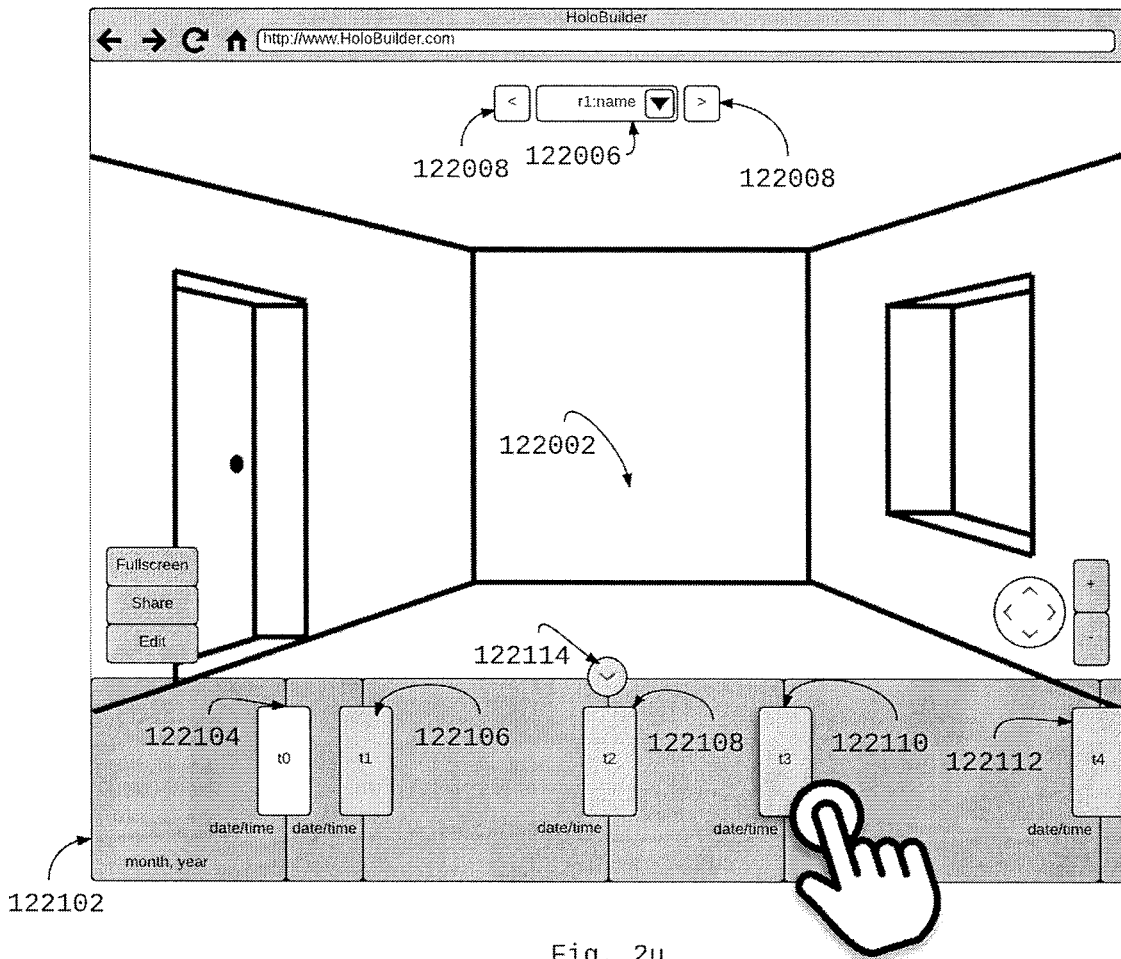 HoloBuilder
http://www.HoloBuilder.com
< r1:name >
122008 122006 122008
122002
Fullscreen
Share
Edit
+
-
122114
122104 122106 122108 122110 122112
t0 t1 t2 t3 t4
date/time date/time date/time date/time date/time
month, year
122102
Fig. 2u